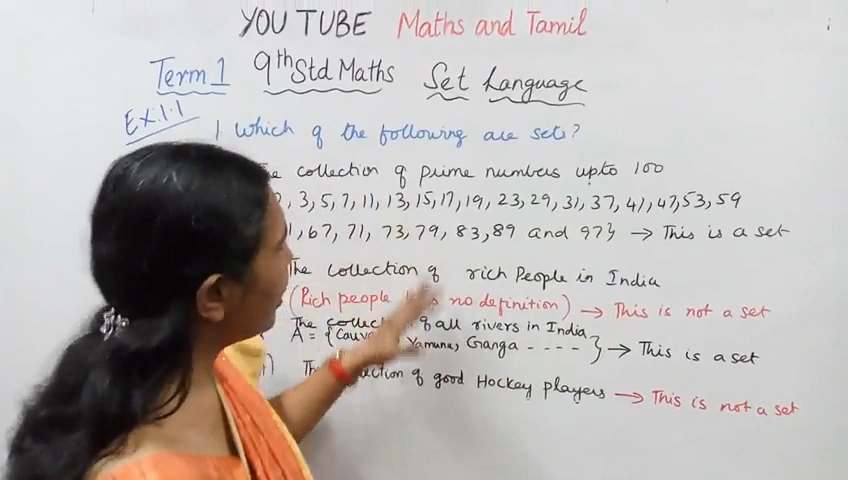 YOU TUBE Maths and Tamil
Term 1 9th Std Maths Set Language
Ex.1.1
1 Which of the following are sets?
collection of prime numbers upto 100
, 3, 5, 7, 11, 13, 15, 17, 19, 23, 29, 31, 37, 41, 47, 53, 59
1, 67, 71, 73, 79, 83, 89 and 97} → This is a set
The collection of rich People in India
(Rich people no definition) → This is not a set
The of all rivers in India
A = { Yamuna, Ganga - - - - } → This is a set
of good Hockey players → This is not a set